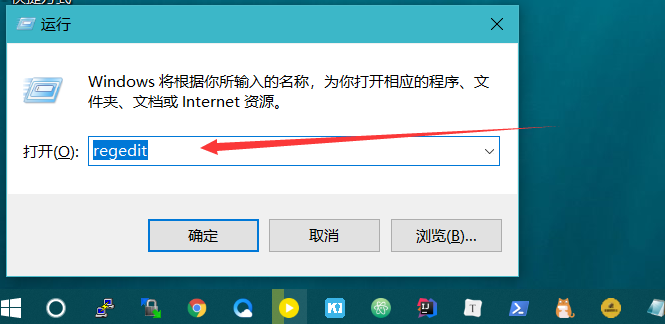 快捷方式
运行
Windows 将根据你所输入的名称，为你打开相应的程序、文
件夹、文档或 Internet 资源。
打开(O):
regedit
确定
取消
浏览(B)...